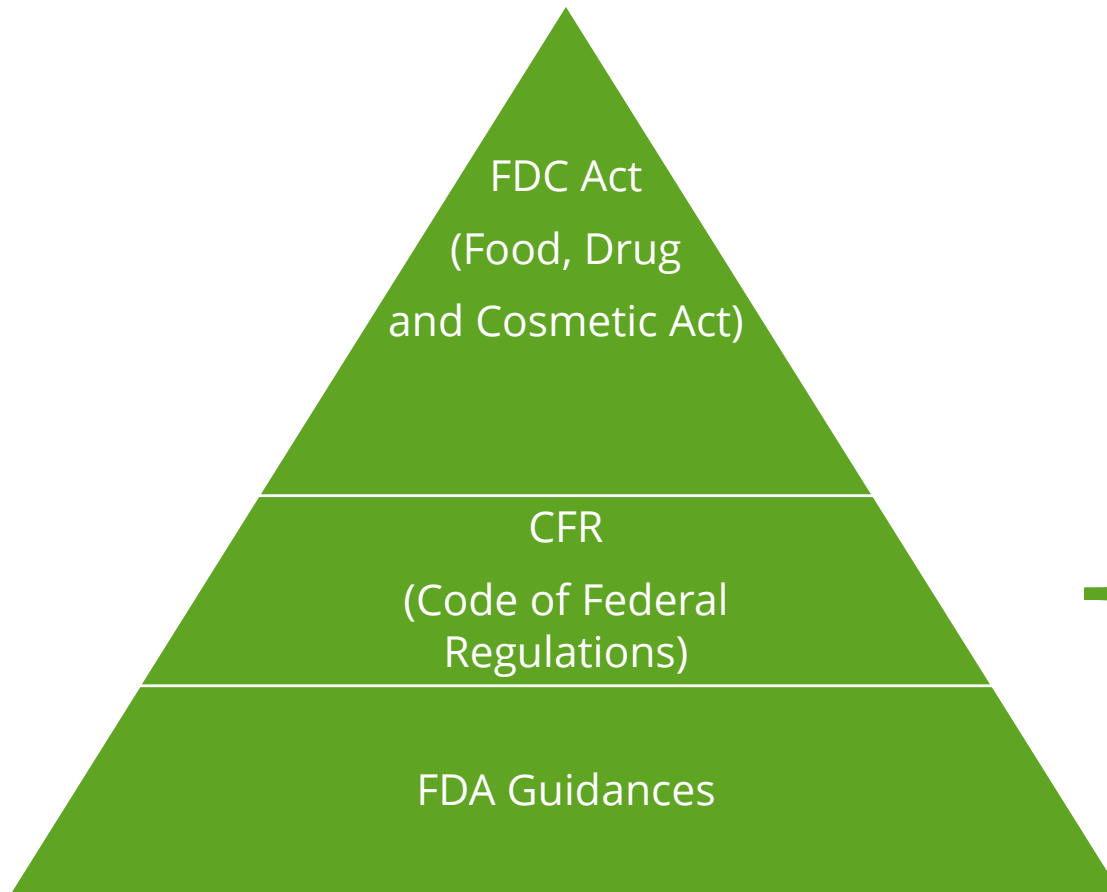 FDC Act
(Food, Drug
and Cosmetic Act)
CFR
(Code of Federal
Regulations)
FDA Guidances